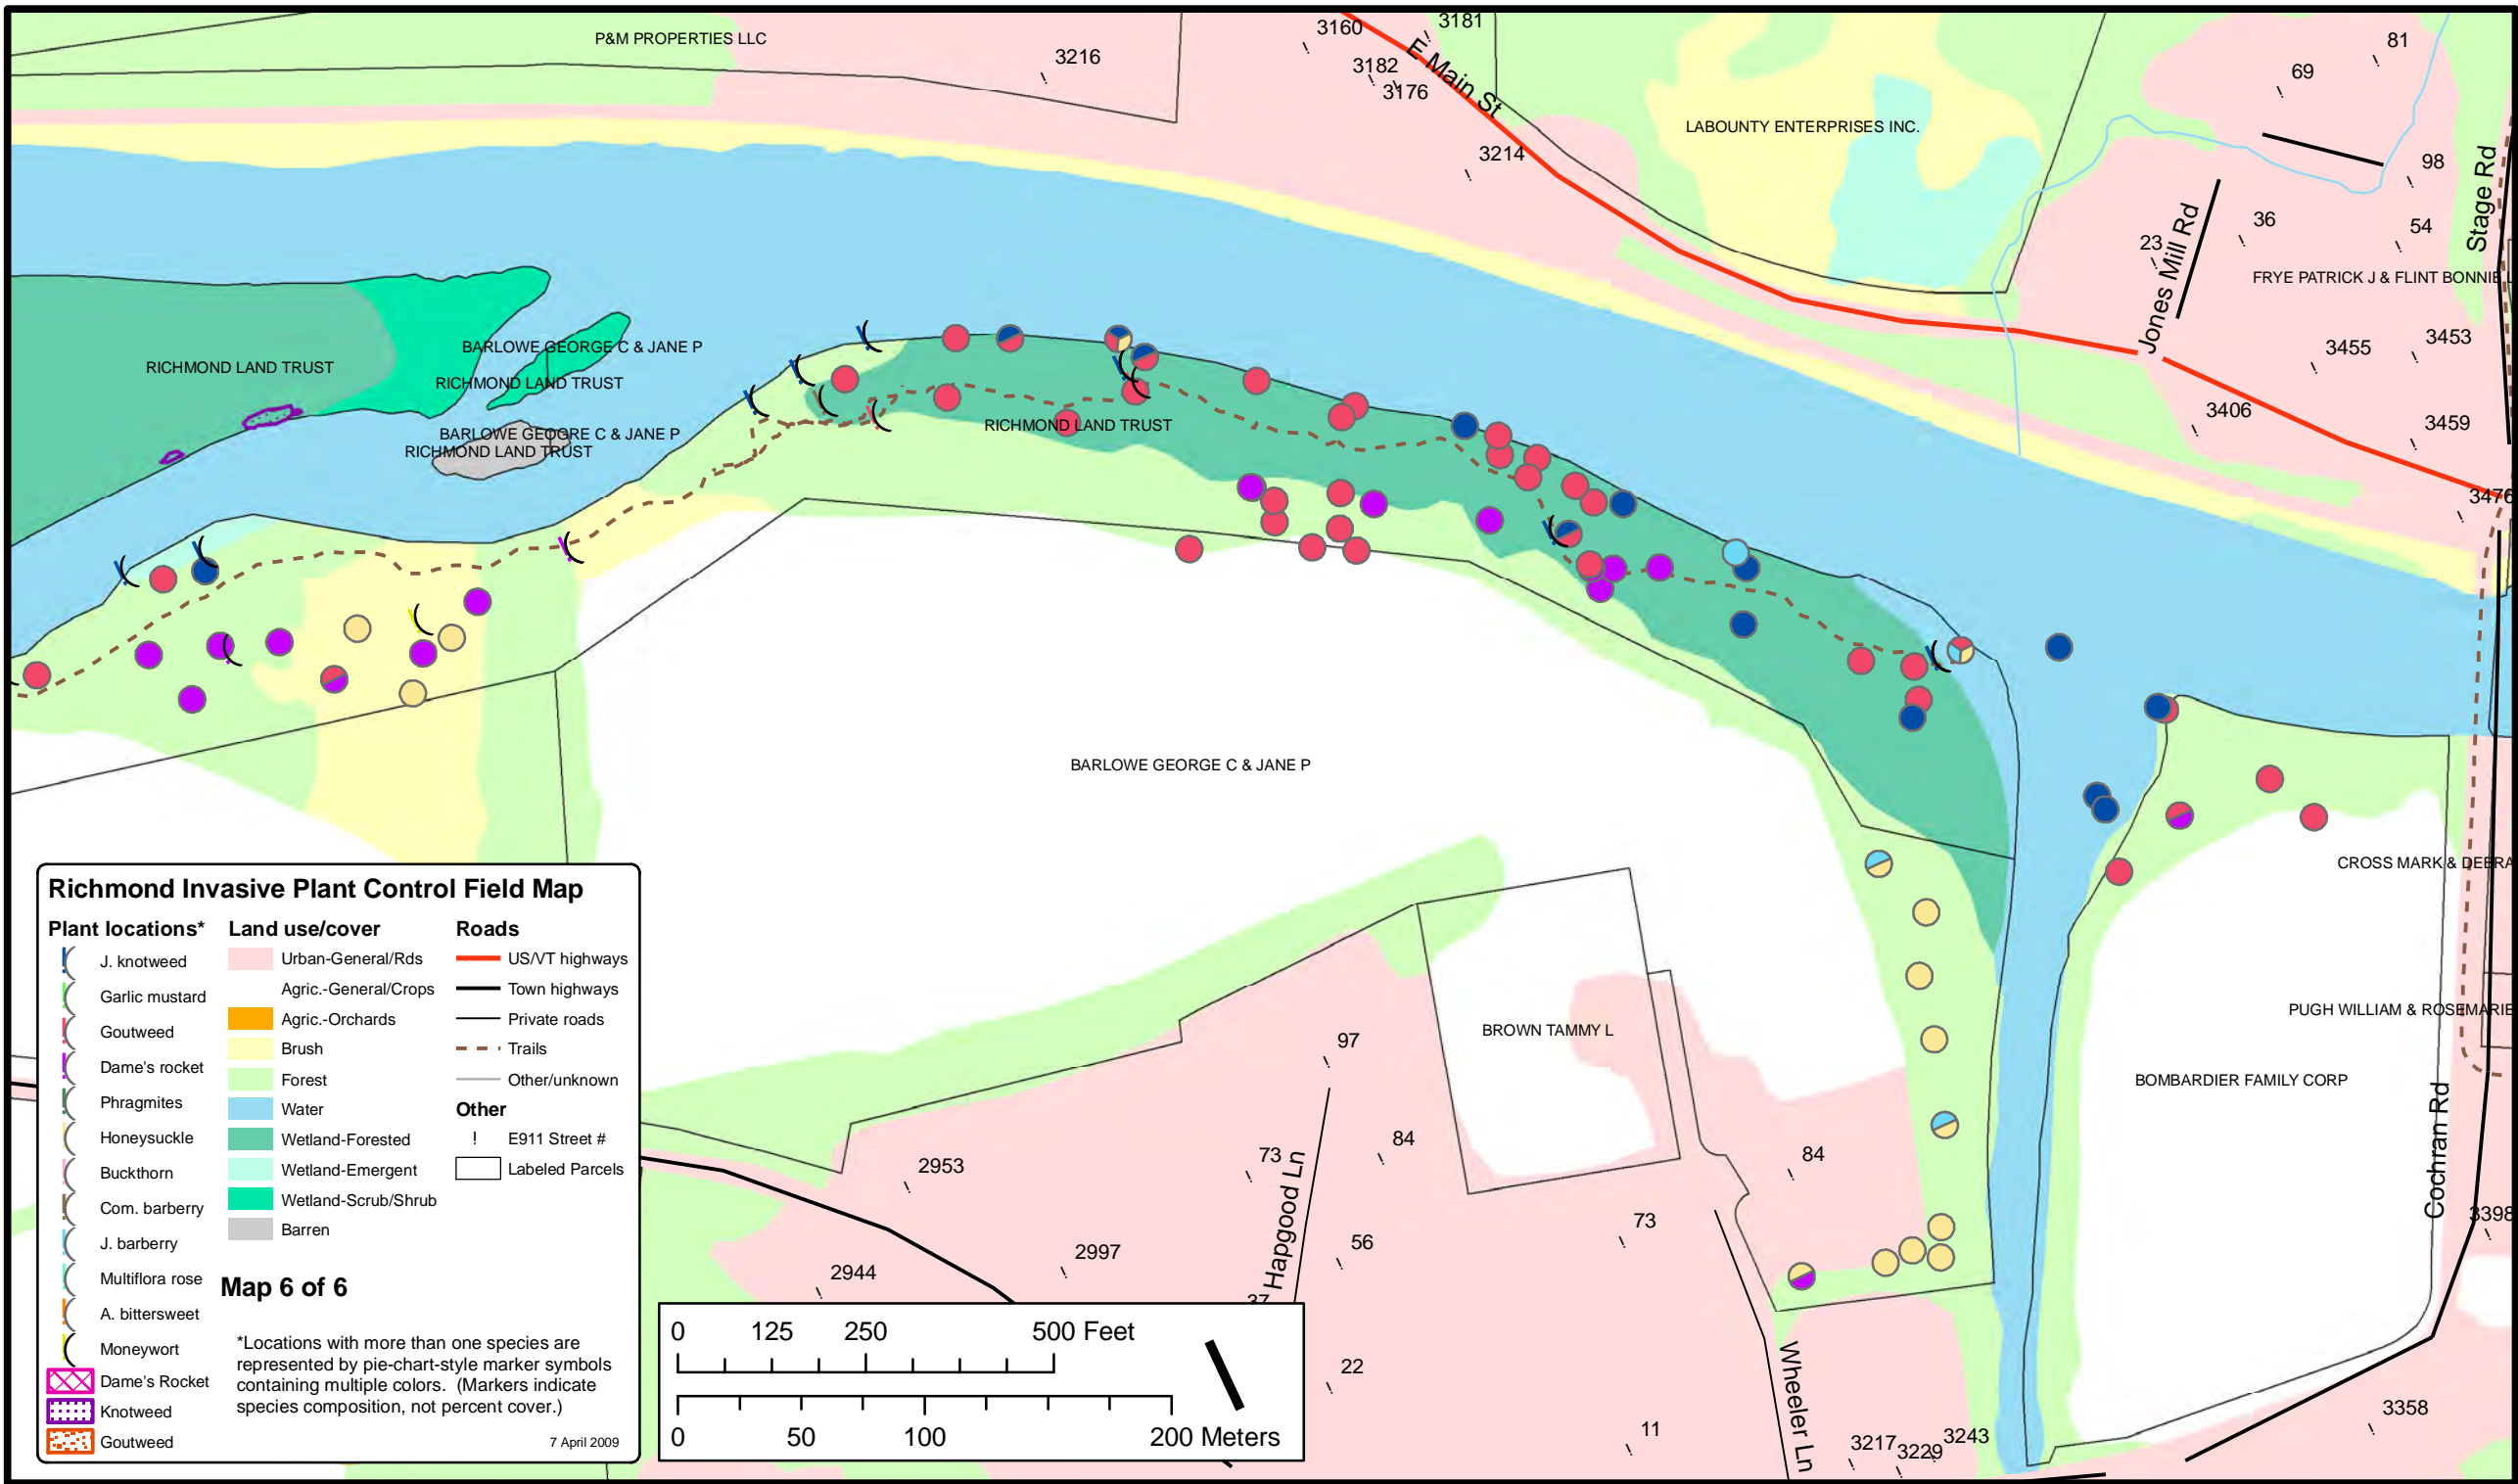 P&M PROPERTIES LLC
3216
3160
3181
E Main St
3182
3176
3214
LABOUNTY ENTERPRISES INC.
81
69
98
Stage Rd
36
54
23
Jones Mill Rd
FRYE PATRICK J & FLINT BONNIE L
3453
3455
3406
3459
3476
RICHMOND LAND TRUST
BARLOWE GEORGE C & JANE P
RICHMOND LAND TRUST
BARLOWE GEOGRE C & JANE P
RICHMOND LAND TRUST
RICHMOND LAND TRUST
BARLOWE GEORGE C & JANE P
CROSS MARK & DEBRA
PUGH WILLIAM & ROSEMARIE
BROWN TAMMY L
BOMBARDIER FAMILY CORP
Cochran Rd
97
84
73
Hapgood Ln
84
2953
2997
2944
56
37
73
22
11
Wheeler Ln
3217
3229
3243
3398
3358
Richmond Invasive Plant Control Field Map
Plant locations*
J. knotweed
Garlic mustard
Goutweed
Dame's rocket
Phragmites
Honeysuckle
Buckthorn
Com. barberry
J. barberry
Multiflora rose
A. bittersweet
Moneywort
Dame's Rocket
Knotweed
Goutweed
Land use/cover
Urban-General/Rds
Agric.-General/Crops
Agric.-Orchards
Brush
Forest
Water
Wetland-Forested
Wetland-Emergent
Wetland-Scrub/Shrub
Barren
Roads
US/VT highways
Town highways
Private roads
Trails
Other/unknown
Other
! E911 Street #
Labeled Parcels
Map 6 of 6
*Locations with more than one species are
represented by pie-chart-style marker symbols
containing multiple colors. (Markers indicate
species composition, not percent cover.)
7 April 2009
0 125 250 500 Feet
0 50 100 200 Meters